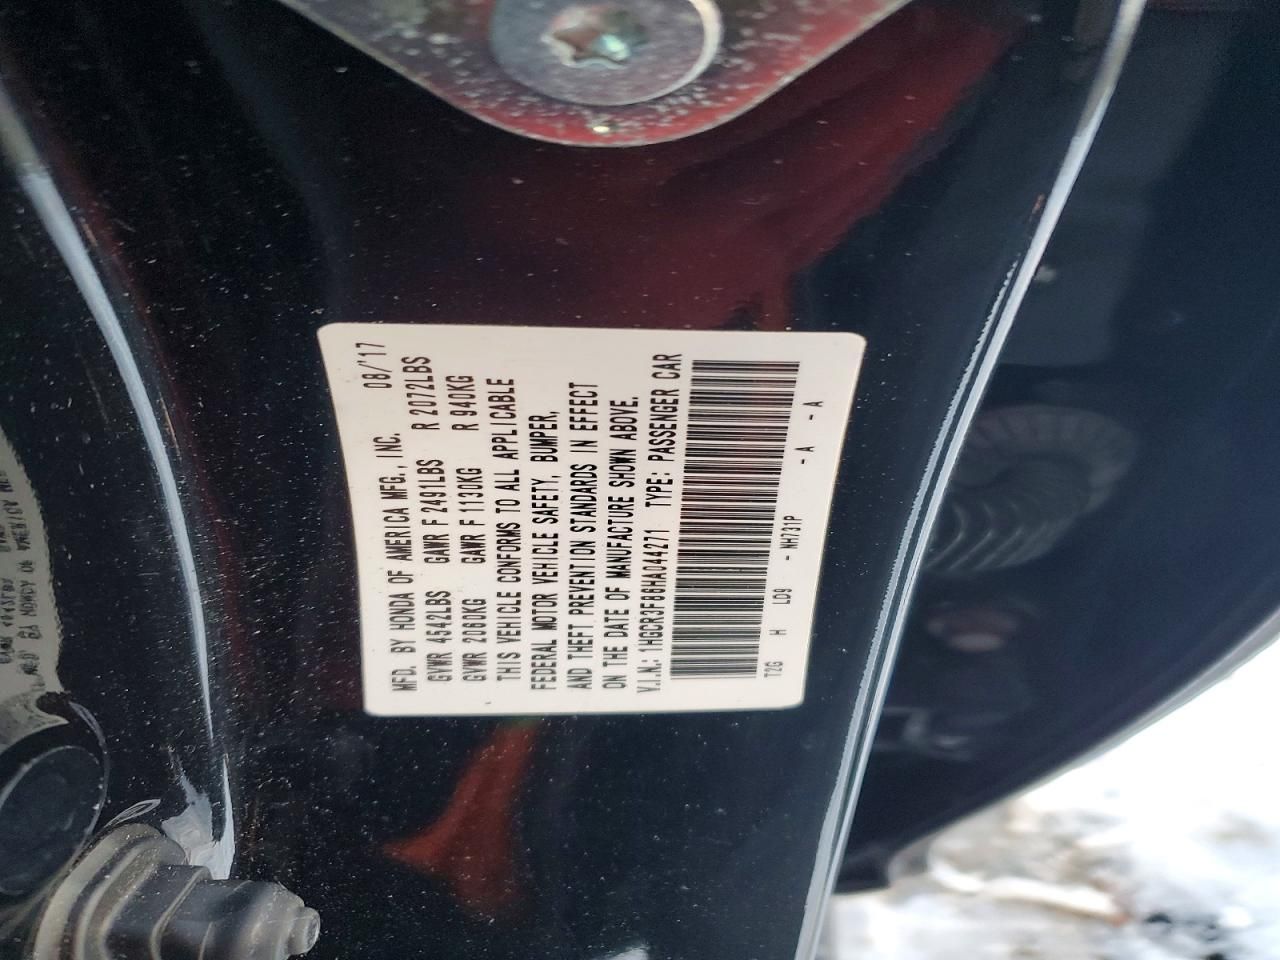 MFD. BY HONDA OF AMERICA MFG., INC. 08/'17
GVWR 4542LBS GAWR F 2491LBS R 2072LBS
GVWR 2060KG GAWR F 1130KG R 940KG
THIS VEHICLE CONFORMS TO ALL APPLICABLE
FEDERAL MOTOR VEHICLE SAFETY, BUMPER,
AND THEFT PREVENTION STANDARDS IN EFFECT
ON THE DATE OF MANUFACTURE SHOWN ABOVE.
V.I.N.: 1HGCR3F86HA044271 TYPE: PASSENGER CAR
T2G H LD9 - NH731P - A - A